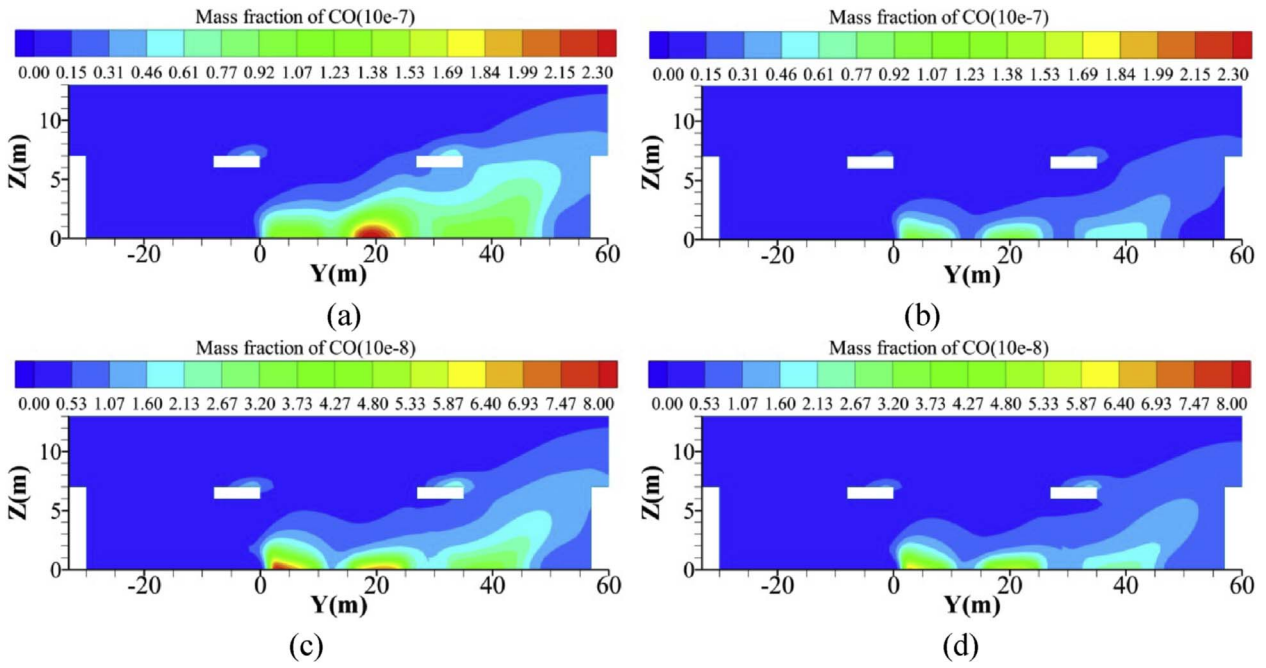 Mass fraction of CO(10e-7)
0.00 0.15 0.31 0.46 0.61 0.77 0.92 1.07 1.23 1.38 1.53 1.69 1.84 1.99 2.15 2.30
Z(m)
10
5
0
-20 0 20 40 60
Y(m)
(a)
Mass fraction of CO(10e-7)
0.00 0.15 0.31 0.46 0.61 0.77 0.92 1.07 1.23 1.38 1.53 1.69 1.84 1.99 2.15 2.30
Z(m)
10
5
0
-20 0 20 40 60
Y(m)
(b)
Mass fraction of CO(10e-8)
0.00 0.53 1.07 1.60 2.13 2.67 3.20 3.73 4.27 4.80 5.33 5.87 6.40 6.93 7.47 8.00
Z(m)
10
5
0
-20 0 20 40 60
Y(m)
(c)
Mass fraction of CO(10e-8)
0.00 0.53 1.07 1.60 2.13 2.67 3.20 3.73 4.27 4.80 5.33 5.87 6.40 6.93 7.47 8.00
Z(m)
10
5
0
-20 0 20 40 60
Y(m)
(d)